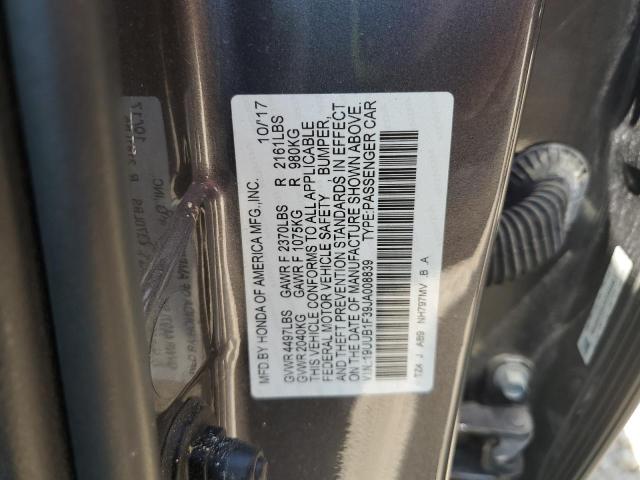 MFD.BY HONDA OF AMERICA MFG.,INC. 10/17
GVWR 4497LBS GAWR F 2370LBS R 2161LBS
GVWR 2040KG GAWR F 1075KG R 980KG
THIS VEHICLE CONFORMS TO ALL APPLICABLE
FEDERAL MOTOR VEHICLE SAFETY , BUMPER,
AND THEFT PREVENTION STANDARDS IN EFFECT
ON THE DATE OF MANUFACTURE SHOWN ABOVE.
V.I.N.:19UUB1F39JA008839 TYPE:PASSENGER CAR
TZ4 J AB9 NH797MV .B A